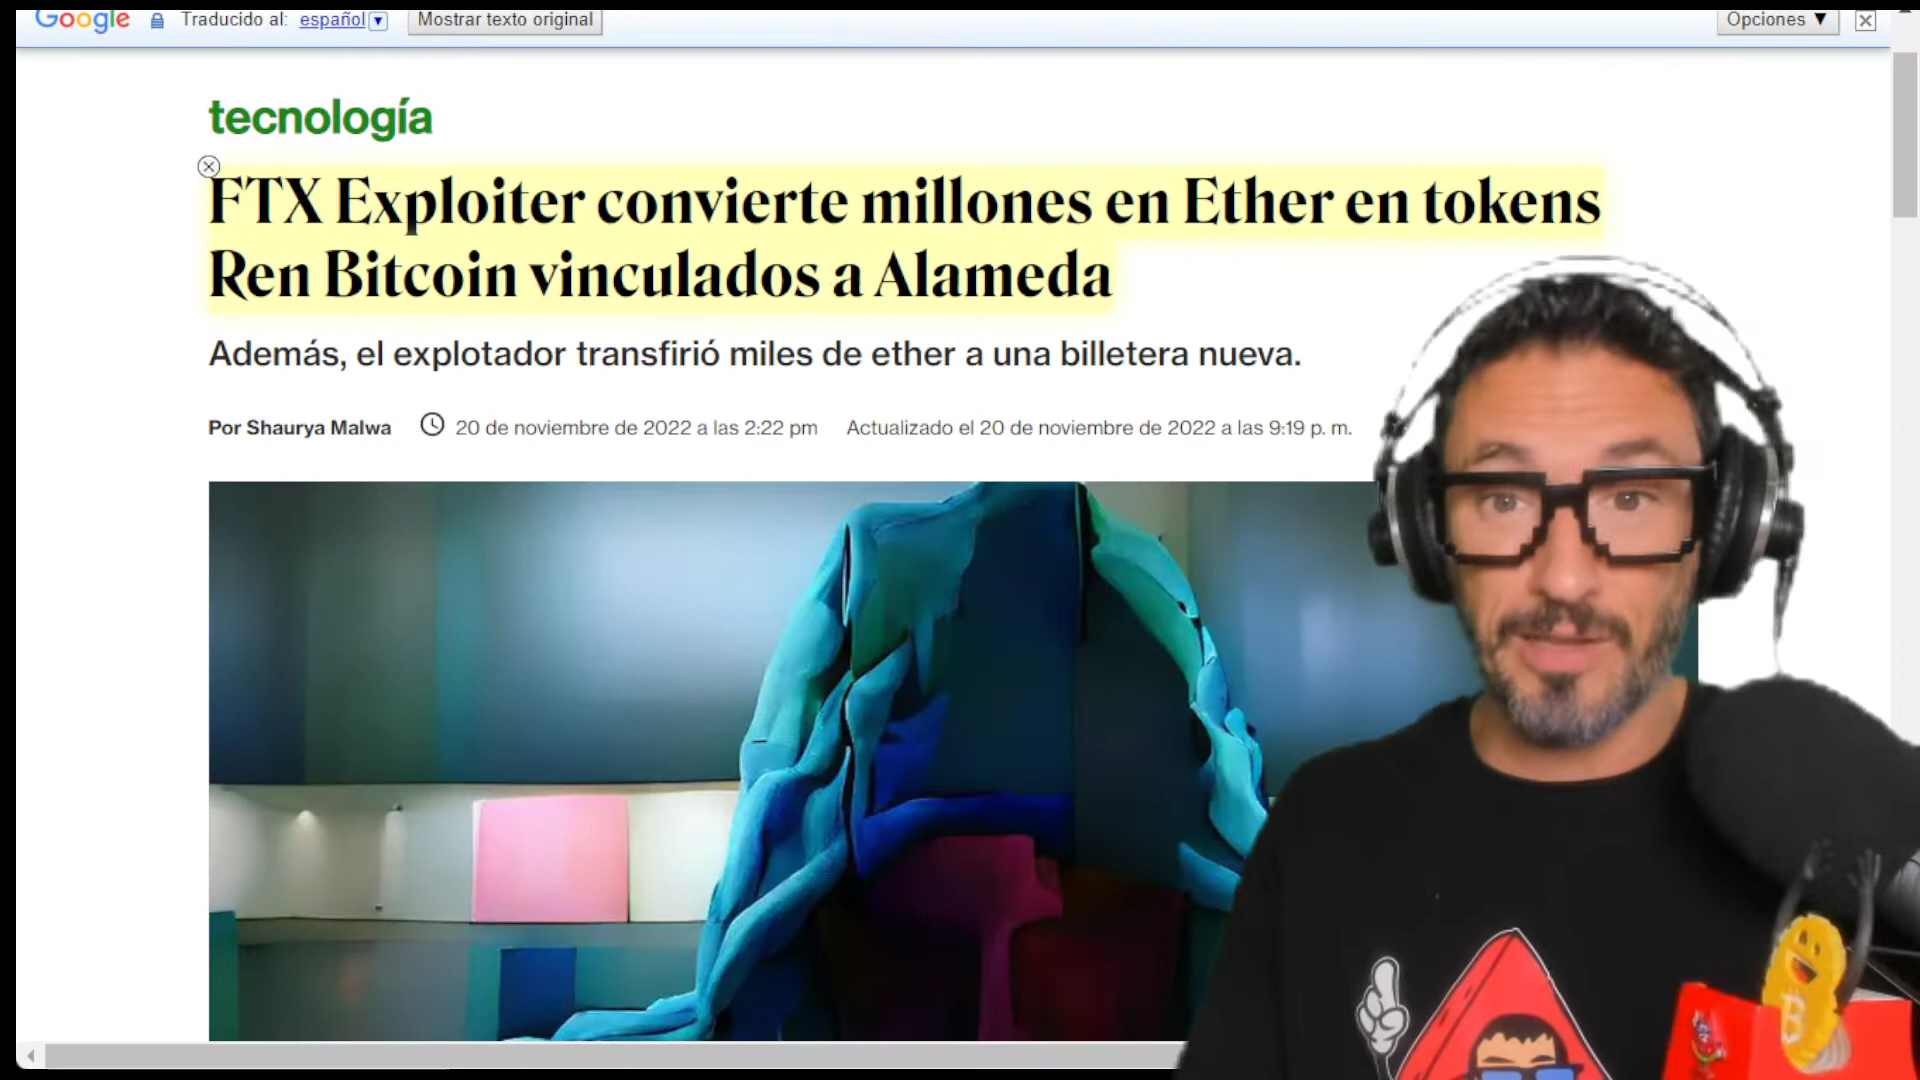 Google Traducido al: español ▼ Mostrar texto original Opciones ▼
tecnología
FTX Exploiter convierte millones en Ether en tokens
Ren Bitcoin vinculados a Alameda
Además, el explotador transfirió miles de ether a una billetera nueva.
Por Shaurya Malwa 20 de noviembre de 2022 a las 2:22 pm Actualizado el 20 de noviembre de 2022 a las 9:19 p. m.
B